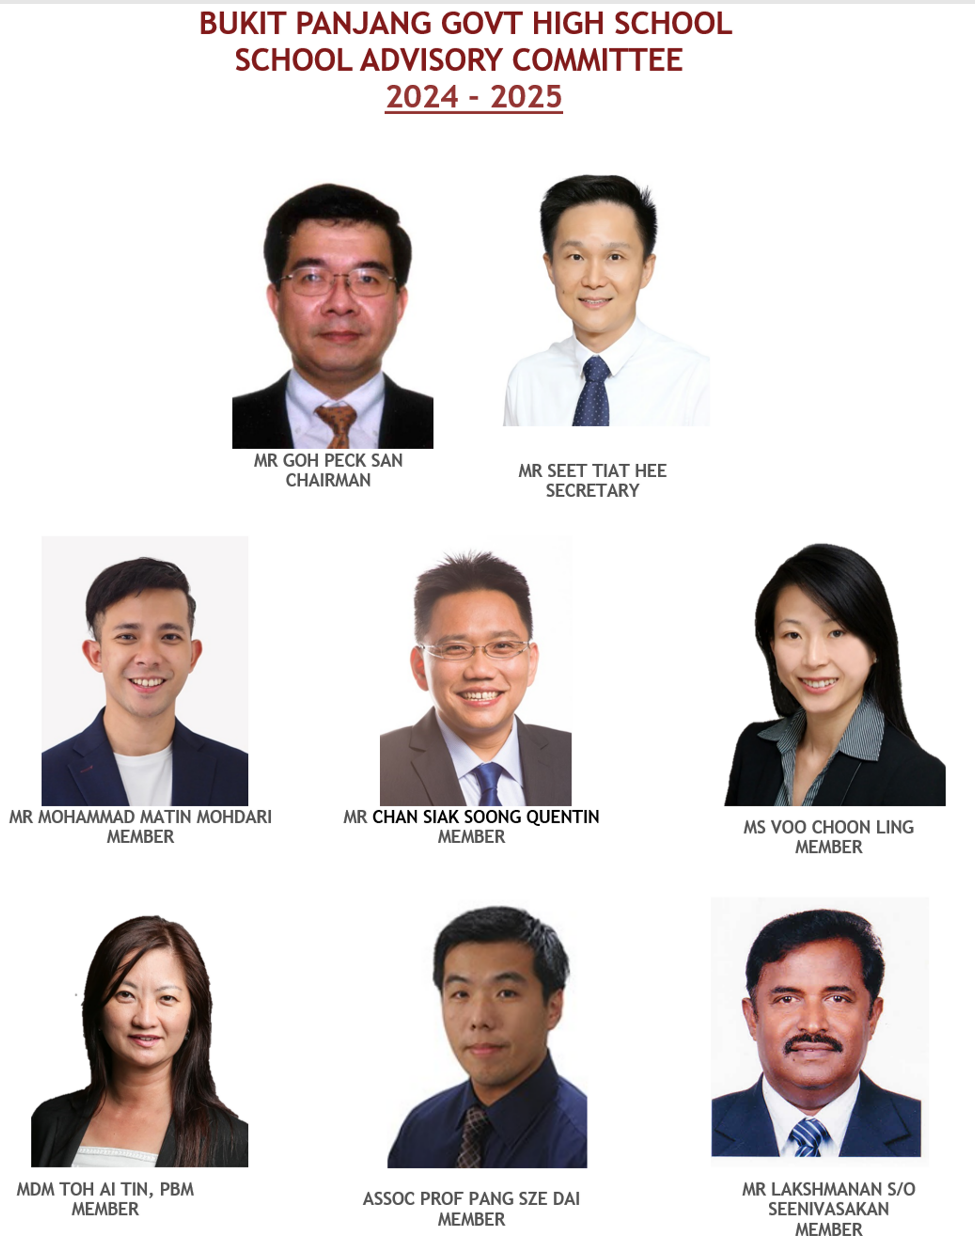 BUKIT PANJANG GOVT HIGH SCHOOL
SCHOOL ADVISORY COMMITTEE
2024 - 2025
MR GOH PECK SAN
CHAIRMAN
MR SEET TIAT HEE
SECRETARY
MR MOHAMMAD MATIN MOHDARI
MEMBER
MR CHAN SIAK SOONG QUENTIN
MEMBER
MS VOO CHOON LING
MEMBER
MDM TOH AI TIN, PBM
MEMBER
ASSOC PROF PANG SZE DAI
MEMBER
MR LAKSHMANAN S/O
SEENIVASAKAN
MEMBER